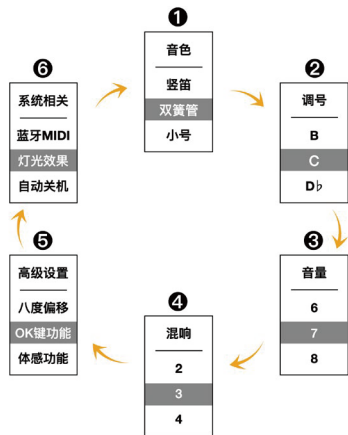 ❶
音色
竖笛
双簧管
小号
❷
调号
B
C
D♭
❸
音量
6
7
8
❹
混响
2
3
4
❺
高级设置
八度偏移
OK键功能
体感功能
❻
系统相关
蓝牙MIDI
灯光效果
自动关机